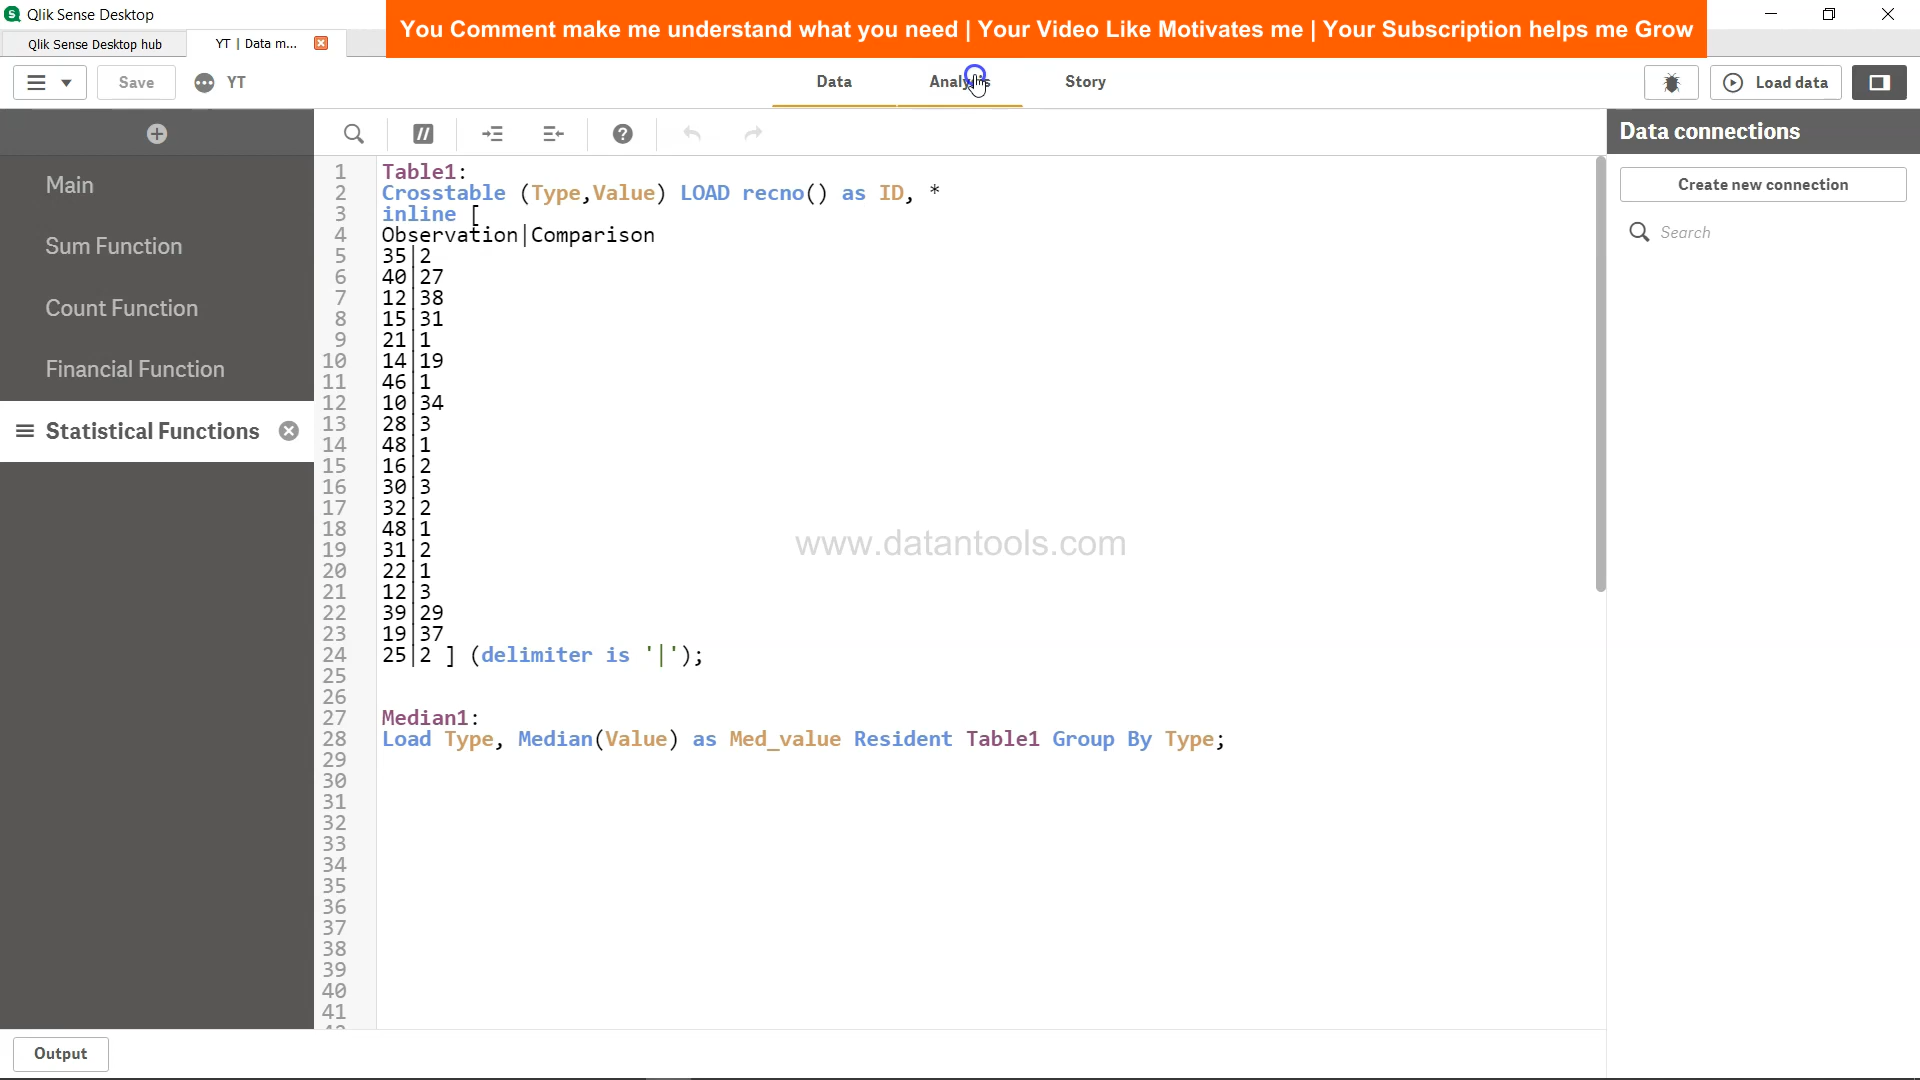 Qlik Sense Desktop
You Comment make me understand what you need | Your Video Like Motivates me | Your Subscription helps me Grow
Qlik Sense Desktop hub
YT | Data m...
Save
YT
Data
Analysis
Story
Load data
Data connections
Create new connection
Search
Main
Sum Function
Count Function
Financial Function
Statistical Functions
1 Table1:
2 Crosstable (Type,Value) LOAD recno() as ID, *
3 inline [
4 Observation|Comparison
5 35|2
6 40|27
7 12|38
8 15|31
9 21|1
10 14|19
11 46|1
12 10|34
13 28|3
14 48|1
15 16|2
16 30|3
17 32|2
18 48|1
19 31|2
20 22|1
21 12|3
22 39|29
23 19|37
24 25|2 ] (delimiter is '|');
25
26
27 Median1:
28 Load Type, Median(Value) as Med_value Resident Table1 Group By Type;
29
30
31
32
33
34
35
36
37
38
39
40
41
www.datantools.com
Output